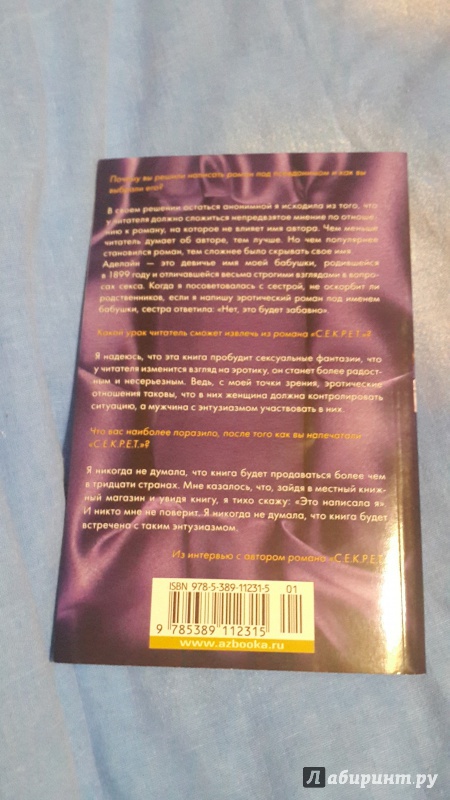 Почему вы решили написать роман под псевдонимом и как вы
выбрали его?
В своем решении остаться анонимной я исходила из того, что
у читателя должно сложиться непредвзятое мнение по отноше-
нию к роману, на которое не влияет имя автора. Чем меньше
читатель думает об авторе, тем лучше. Но чем популярнее
становился роман, тем сложнее было скрывать свое имя.
Аделайн — это девичье имя моей бабушки, родившейся
в 1899 году и отличавшейся весьма строгими взглядами в вопро-
сах секса. Когда я посоветовалась с сестрой, не оскорбит ли
родственников, если я напишу эротический роман под именем
бабушки, сестра ответила: «Нет, это будет забавно».
Какой урок читатель сможет извлечь из романа «С.Е.К.Р.Е.Т.»?
Я надеюсь, что эта книга пробудит сексуальные фантазии, что
у читателя изменится взгляд на эротику, он станет более радост-
ным и несерьезным. Ведь, с моей точки зрения, эротические
отношения таковы, что в них женщина должна контролировать
ситуацию, а мужчина с энтузиазмом участвовать в них.
Что вас наиболее поразило, после того как вы напечатали
«С.Е.К.Р.Е.Т.»?
Я никогда не думала, что книга будет продаваться более чем
в тридцати странах. Мне казалось, что, зайдя в местный книж-
ный магазин и увидя книгу, я тихо скажу: «Это написала я».
И никто мне не поверит. Я никогда не думала, что книга будет
встречена с таким энтузиазмом.
Из интервью с автором романа «С.Е.К.Р.Е.Т.
ISBN 978-5-389-11231-5 01
9 785389 112315
www.azbooka.ru
Лабиринт.ру